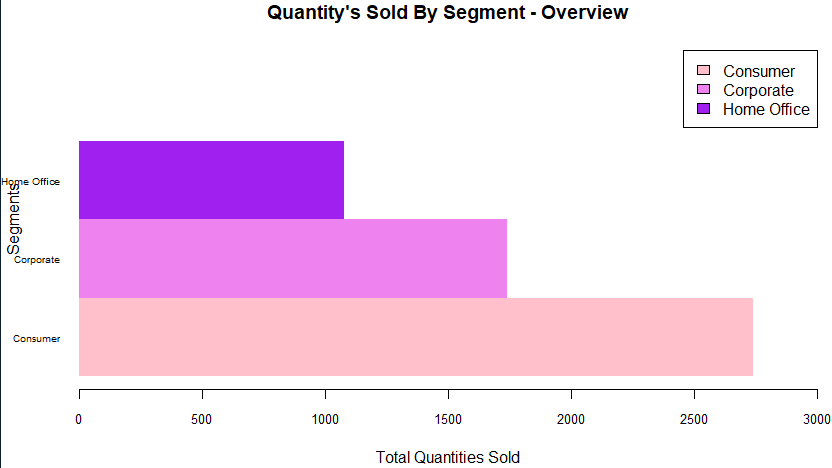 Quantity's Sold By Segment - Overview
Consumer
Corporate
Home Office
Home Office
Segments
Corporate
Consumer
0 500 1000 1500 2000 2500 3000
Total Quantities Sold